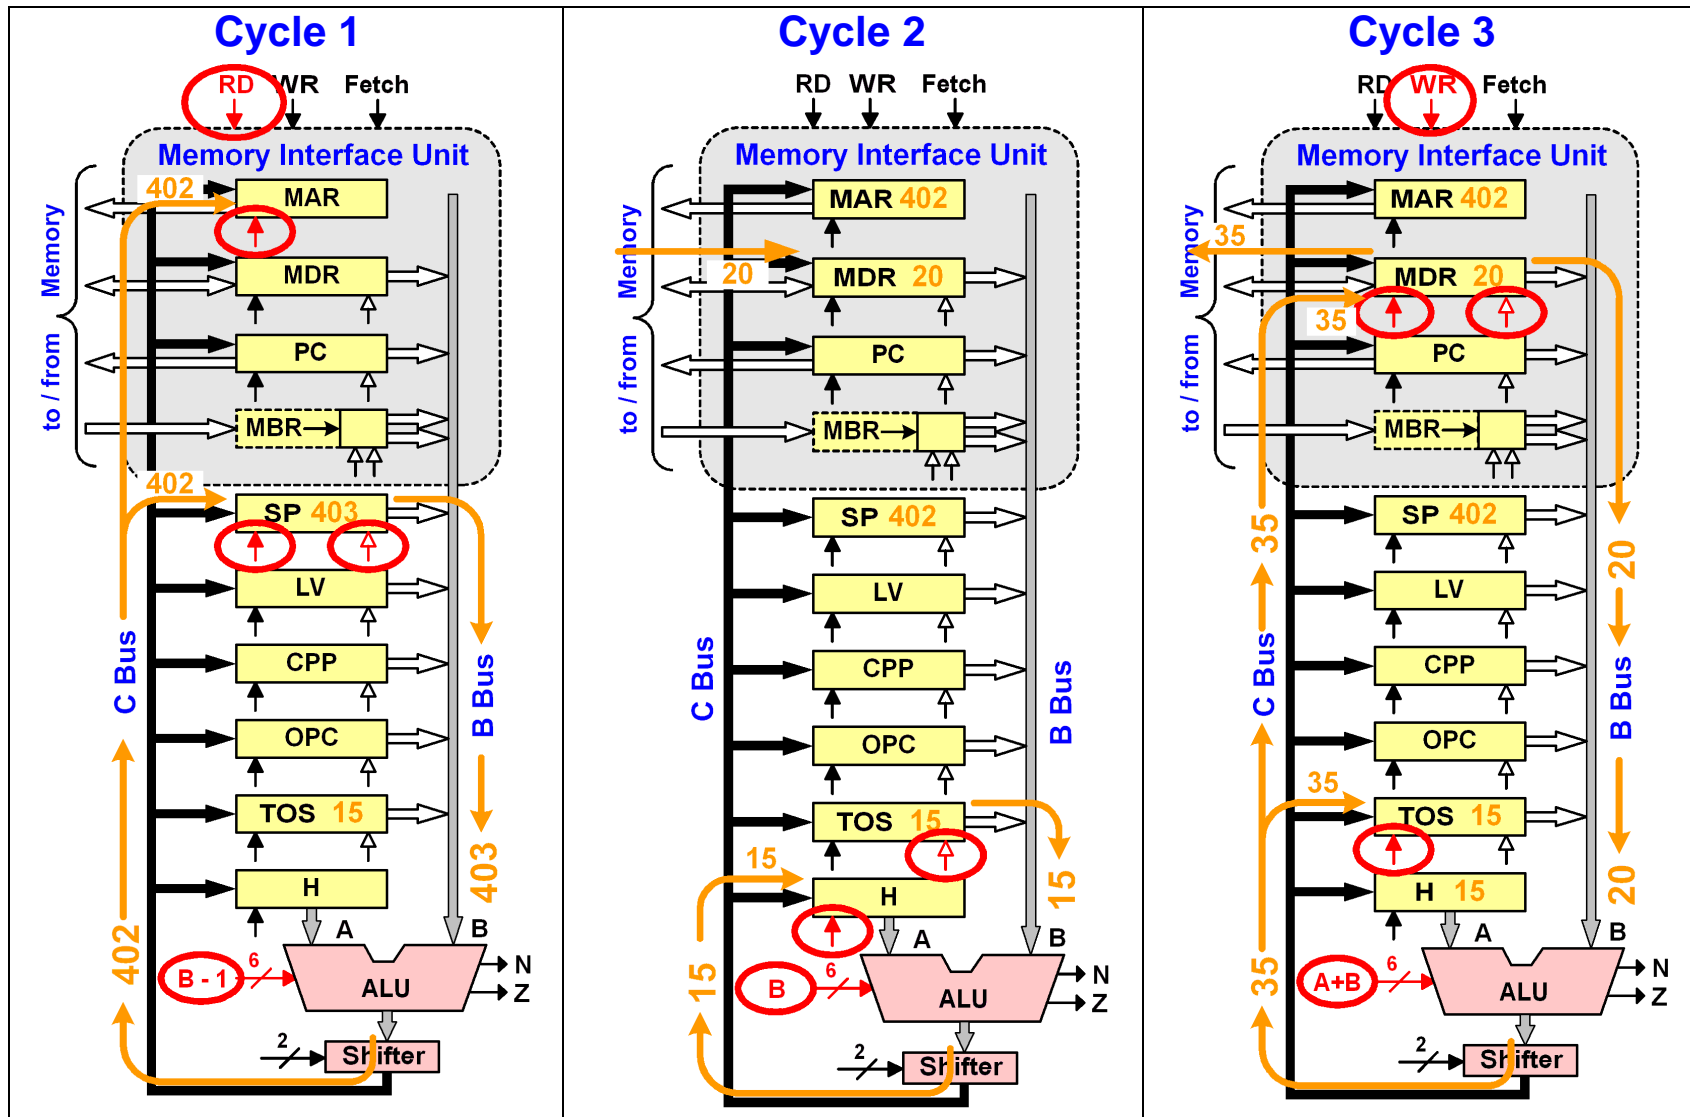 Cycle 1
RD WR Fetch
Memory Interface Unit
to / from Memory
402
MAR
MDR
PC
MBR
402
SP 403
LV
CPP
OPC
TOS 15
H
C Bus
B Bus
402
403
A
B
B - 1
6
ALU
N
Z
2
Shifter
Cycle 2
RD WR Fetch
Memory Interface Unit
to / from Memory
MAR 402
20
MDR 20
PC
MBR
SP 402
LV
CPP
OPC
TOS 15
15
H
C Bus
B Bus
15
15
A
B
B
6
ALU
N
Z
2
Shifter
Cycle 3
RD WR Fetch
Memory Interface Unit
to / from Memory
MAR 402
35
MDR 20
35
PC
MBR
SP 402
LV
CPP
OPC
35
TOS 15
H 15
35
C Bus
35
20
B Bus
20
A
B
A+B
6
ALU
N
Z
2
Shifter